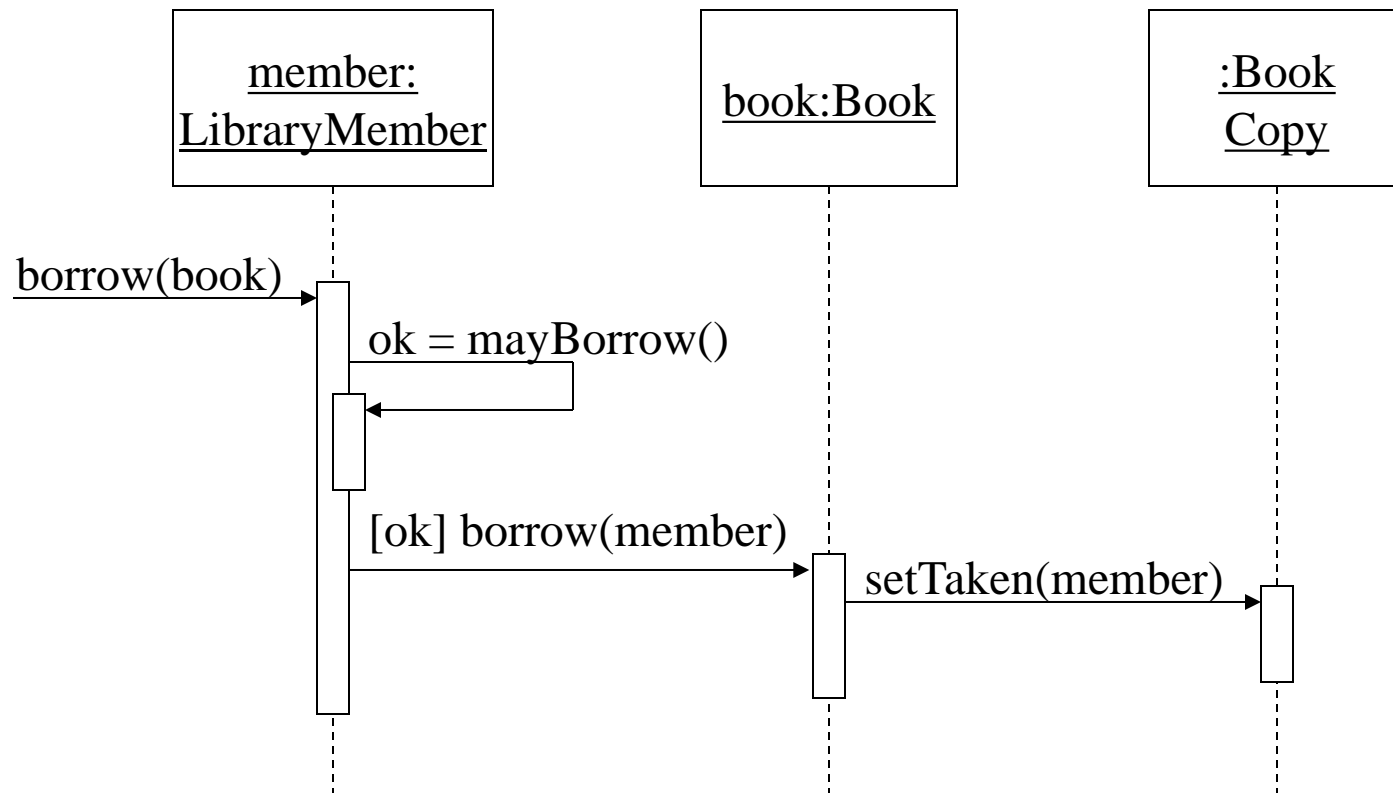 member:
LibraryMember
book:Book
:Book
Copy
borrow(book)
ok = mayBorrow()
[ok] borrow(member)
setTaken(member)